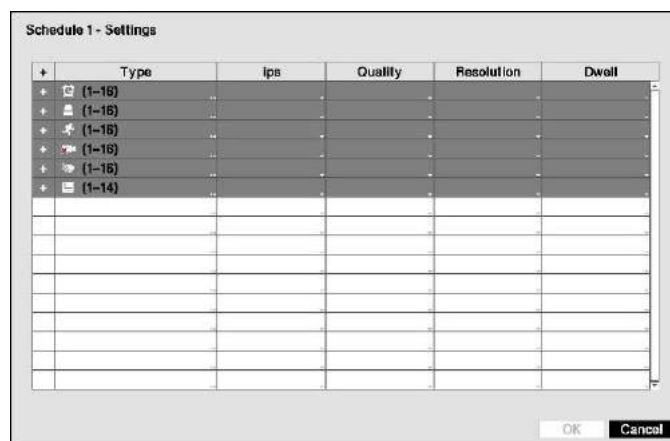 Schedule 1 - Settings
+ Type ips Quality Resolution Dwell
+ (1-16)
+ (1-16)
+ (1-16)
+ (1-16)
+ (1-16)
+ (1-14)
OK Cancel